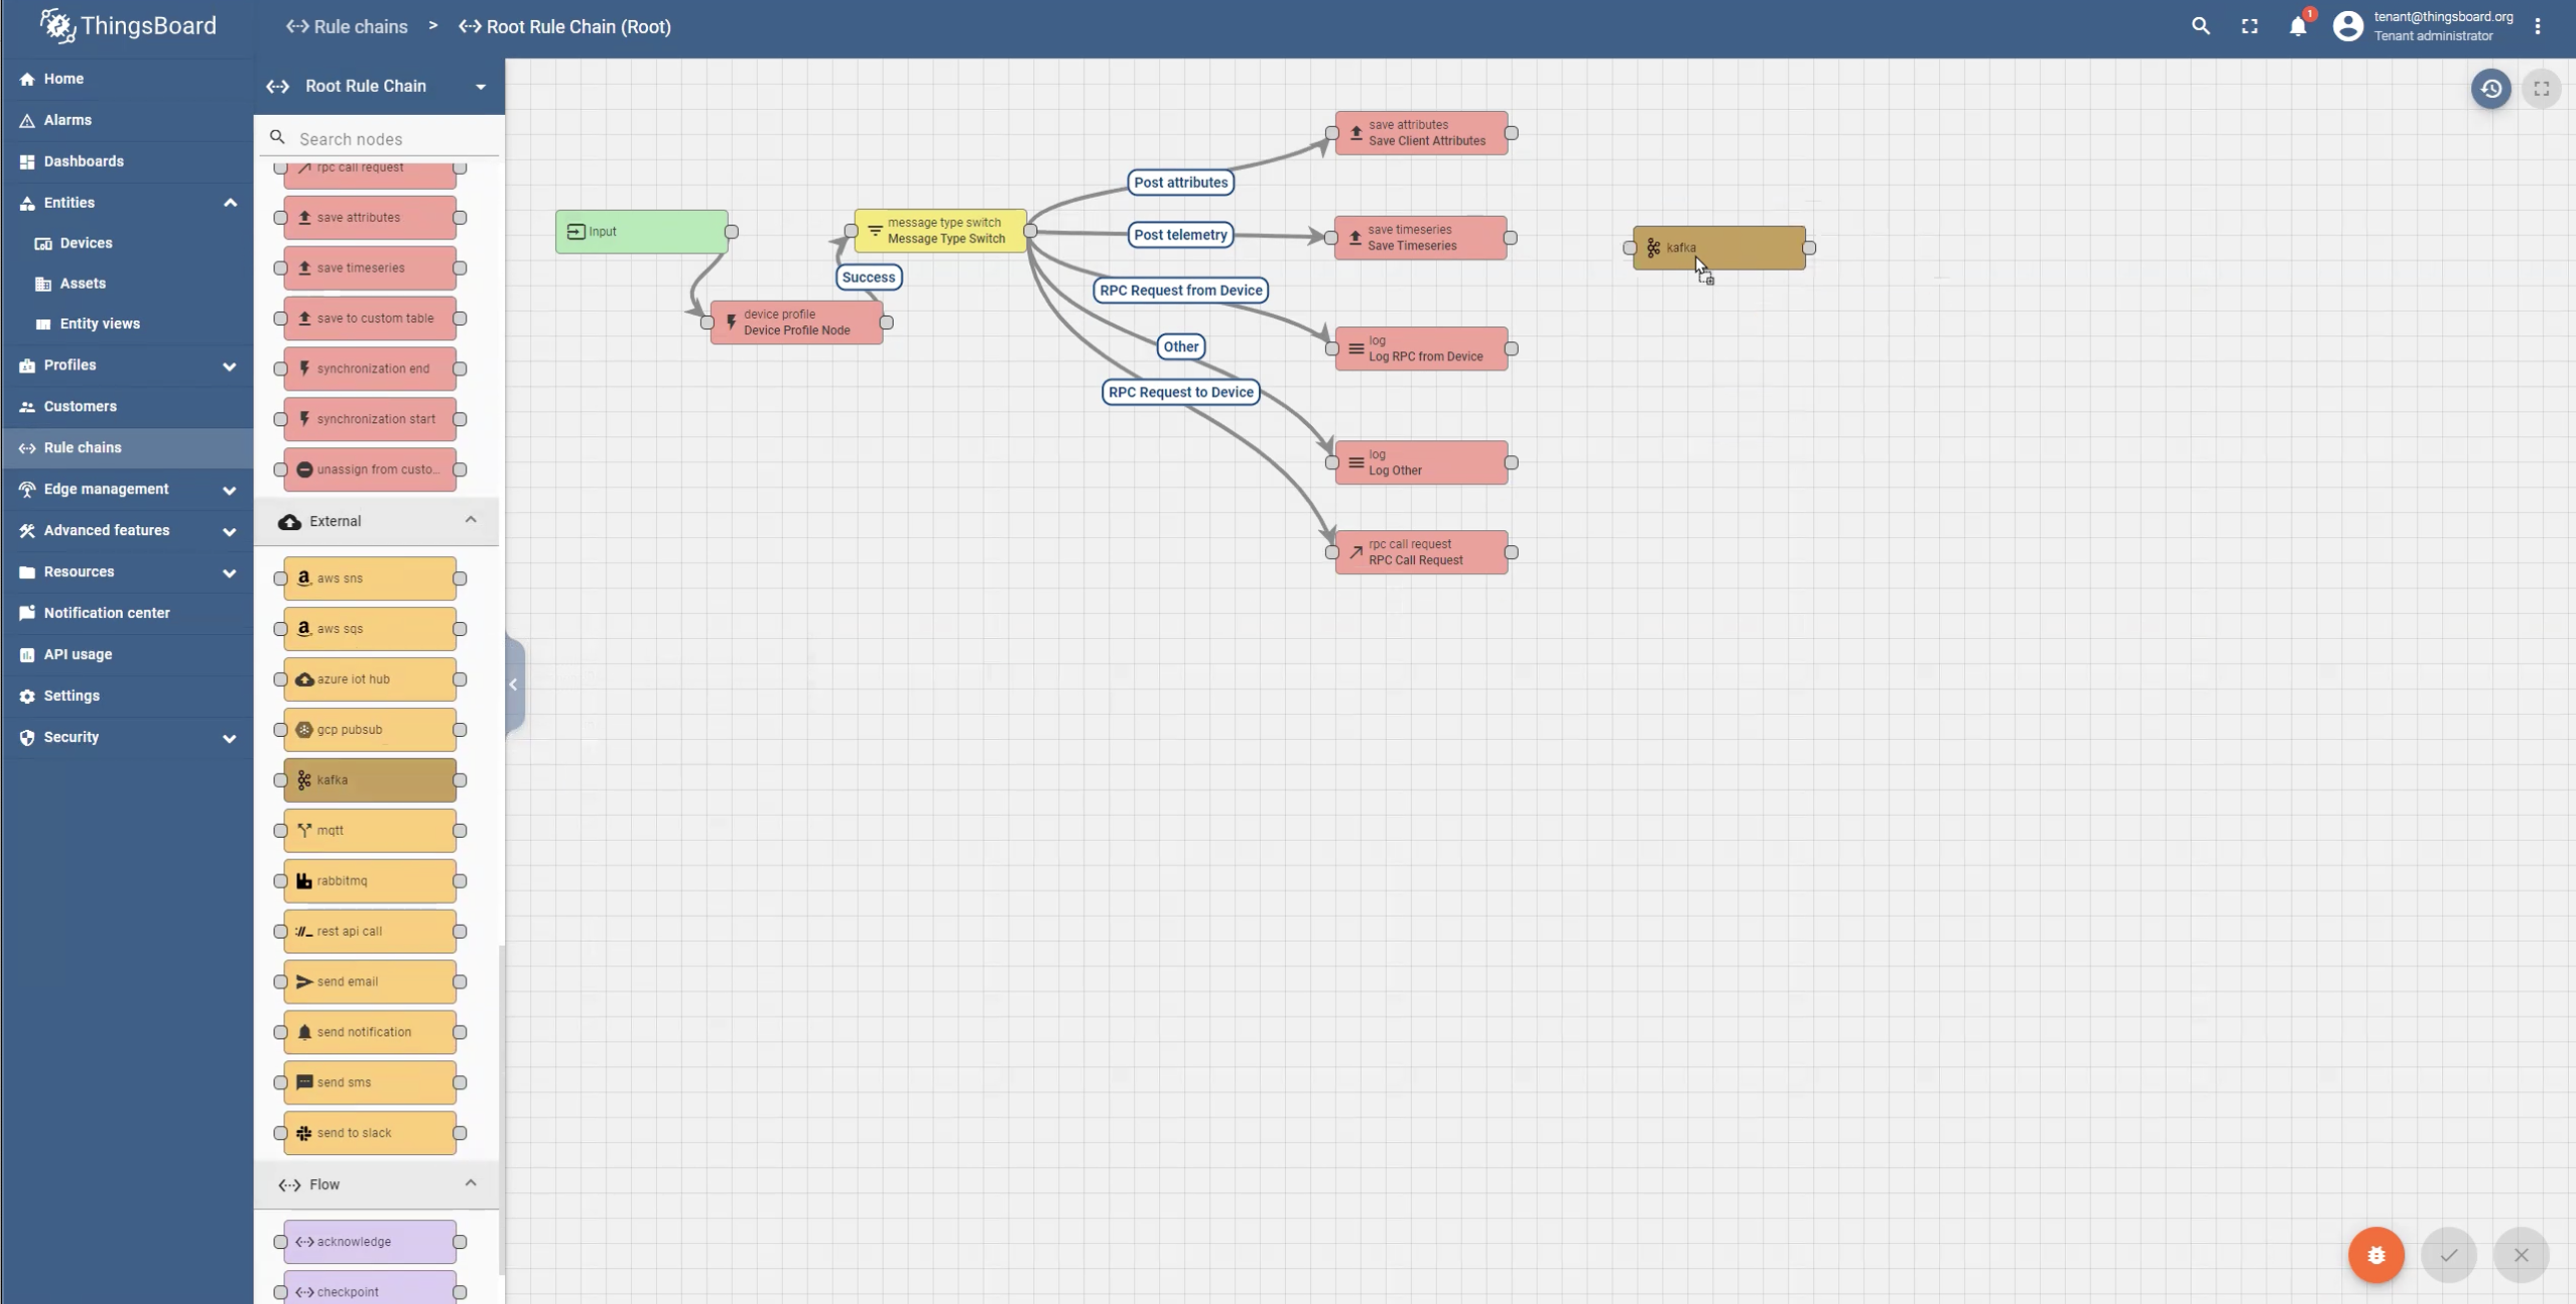 ThingsBoard
Rule chains > Root Rule Chain (Root)
1
tenant@thingsboard.org
Tenant administrator
Home
Alarms
Dashboards
Entities
Devices
Assets
Entity views
Profiles
Customers
Rule chains
Edge management
Advanced features
Resources
Notification center
API usage
Settings
Security
Root Rule Chain
Search nodes
rpc call request
save attributes
save timeseries
save to custom table
synchronization end
synchronization start
unassign from custo...
External
aws sns
aws sqs
azure iot hub
gcp pubsub
kafka
mqtt
rabbitmq
rest api call
send email
send notification
send sms
send to slack
Flow
acknowledge
checkpoint
Input
device profile
Device Profile Node
Success
message type switch
Message Type Switch
Post attributes
Post telemetry
RPC Request from Device
Other
RPC Request to Device
save attributes
Save Client Attributes
save timeseries
Save Timeseries
log
Log RPC from Device
log
Log Other
rpc call request
RPC Call Request
kafka